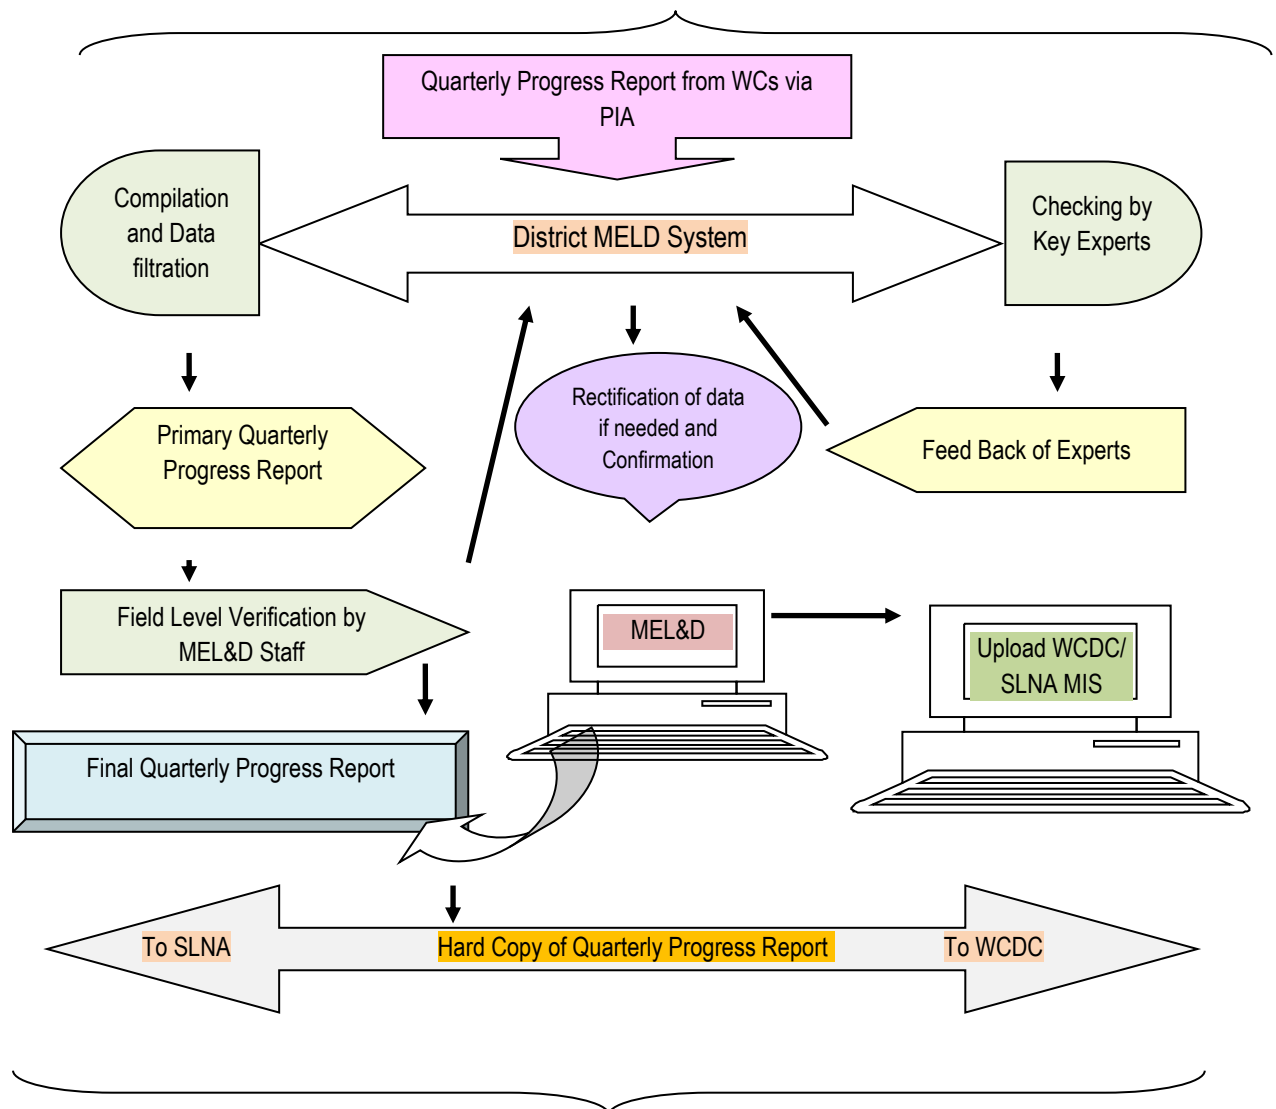 Quarterly Progress Report from WCs via
PIA
Compilation
and Data
filtration
District MELD System
Checking by
Key Experts
Primary Quarterly
Progress Report
Rectification of data
if needed and
Confirmation
Feed Back of Experts
Field Level Verification by
MEL&D Staff
MEL&D
Upload WCDC/
SLNA MIS
Final Quarterly Progress Report
To SLNA
Hard Copy of Quarterly Progress Report
To WCDC